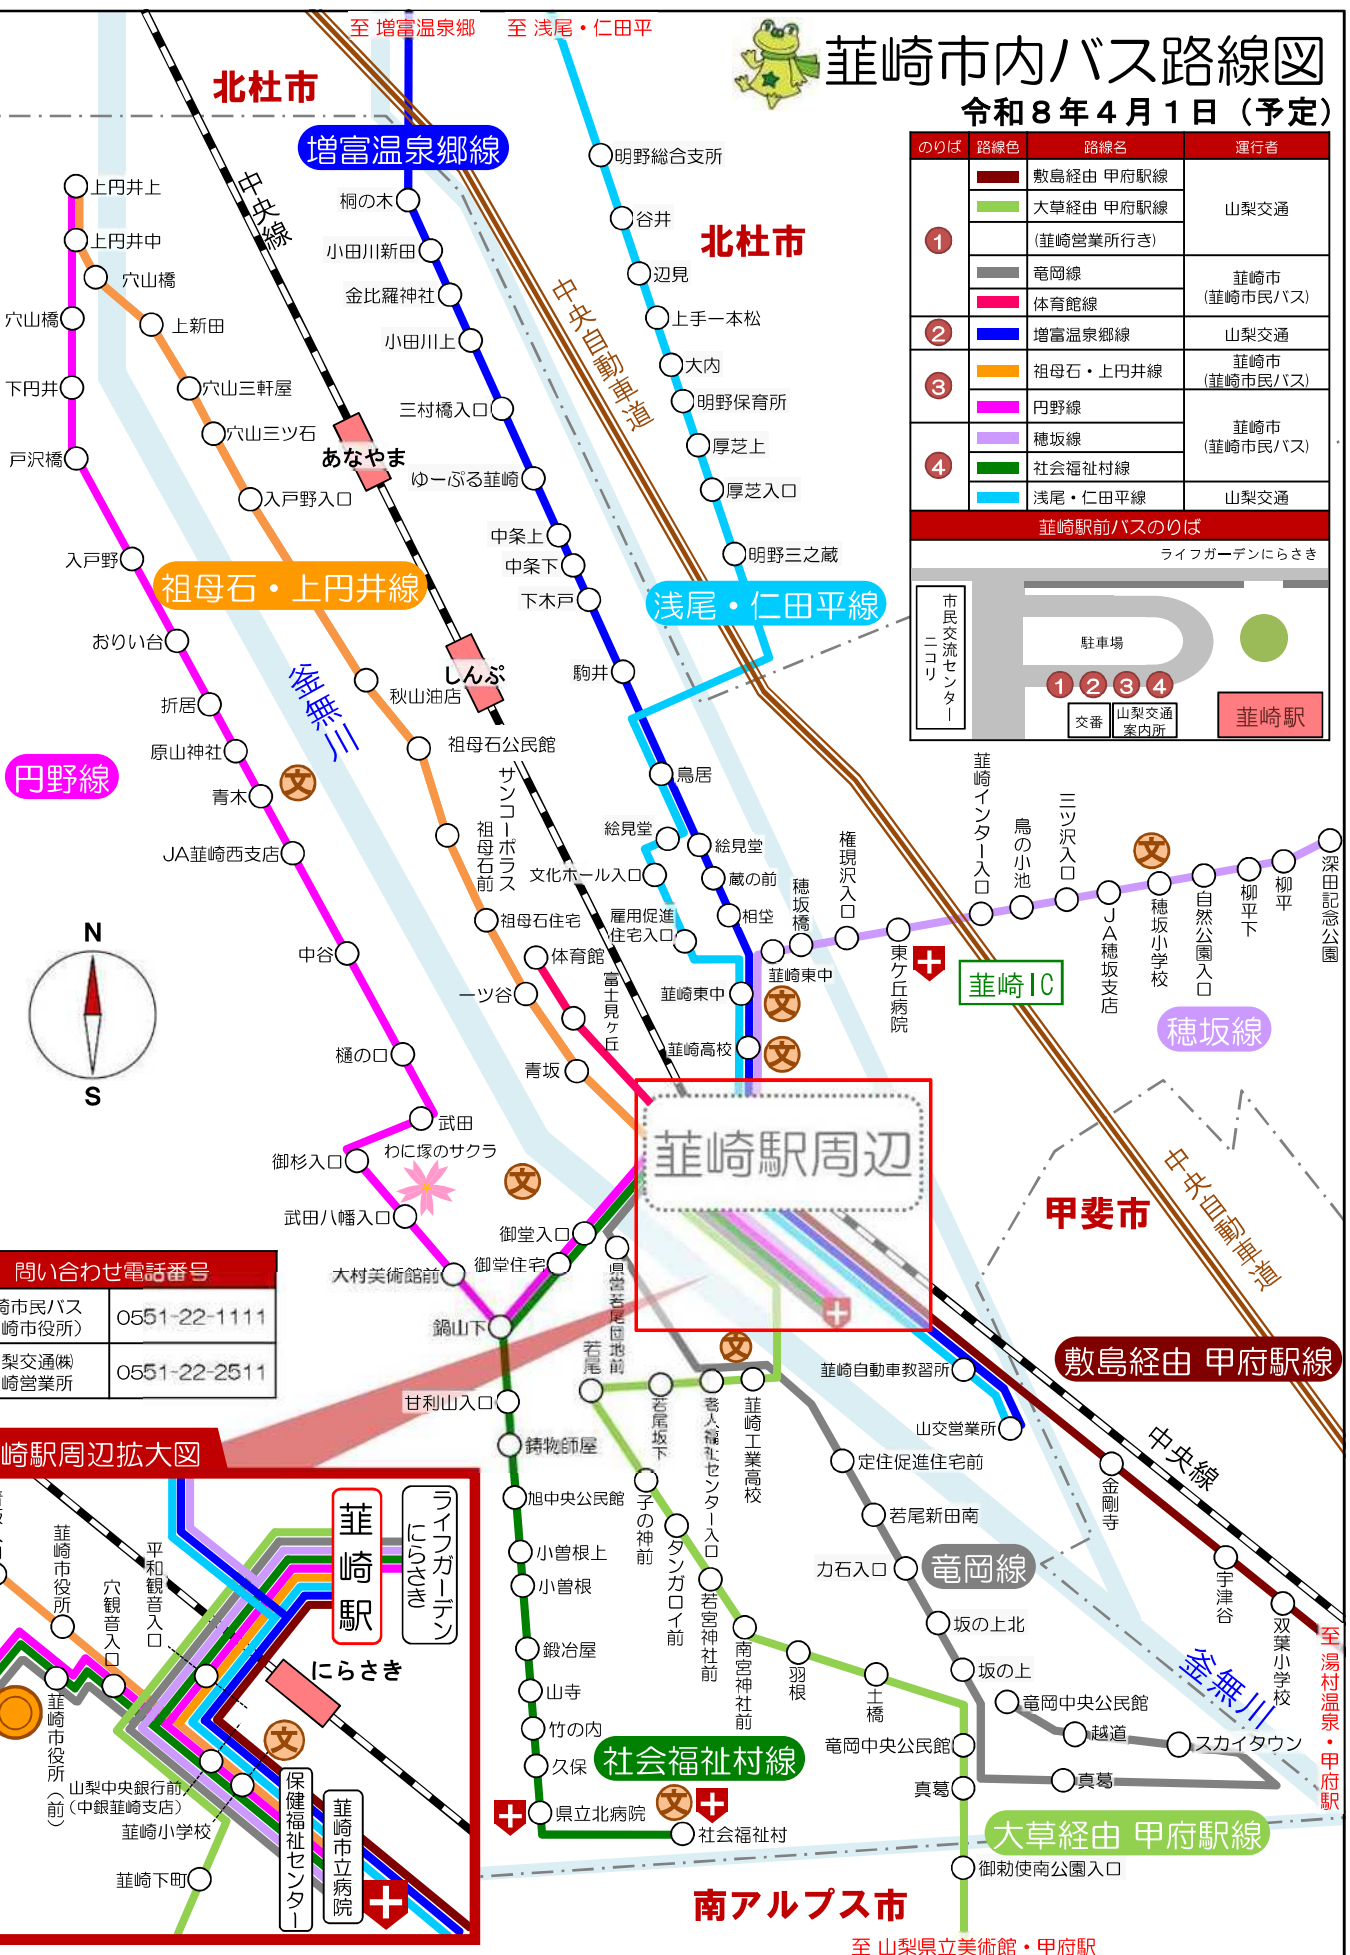 至 増富温泉郷
至 浅尾・仁田平
韮崎市内バス路線図
令和８年４月１日（予定）
北杜市
増富温泉郷線
中央線
のりば 路線色 路線名 運行者
1
敷島経由 甲府駅線
大草経由 甲府駅線
山梨交通
(韮崎営業所行き)
竜岡線
体育館線
韮崎市
(韮崎市民バス)
2 増富温泉郷線 山梨交通
3
祖母石・上円井線
韮崎市
(韮崎市民バス)
円野線
4
穂坂線
社会福祉村線
韮崎市
(韮崎市民バス)
浅尾・仁田平線 山梨交通
韮崎駅前バスのりば
ライフガーデンにらさき
市民交流センター
ニコリ
駐車場
1 2 3 4
交番
山梨交通
案内所
韮崎駅
上円井上
上円井中
穴山橋
穴山橋
上新田
下円井
穴山三軒屋
穴山三ツ石
戸沢橋
入戸野入口
入戸野
祖母石・上円井線
おりい台
折居
原山神社
円野線
青木
文
JA韮崎西支店
中谷
樋の口
武田
御杉入口
わに塚のサクラ
武田八幡入口
大村美術館前
鍋山下
御堂入口
御堂住宅
文
釜無川
あなやま
しんぷ
秋山油店
祖母石公民館
サンコーポラス
祖母石前
祖母石住宅
体育館
一ツ谷
富士見ヶ丘
青坂
桐の木
小田川新田
金比羅神社
小田川上
三村橋入口
ゆーぷる韮崎
中条上
中条下
下木戸
駒井
鳥居
絵見堂
絵見堂
文化ホール入口
蔵の前
雇用促進
住宅入口
相垈
韮崎東中
韮崎東中
文
韮崎高校
文
中央自動車道
北杜市
明野総合支所
谷井
辺見
上手一本松
大内
明野保育所
厚芝上
厚芝入口
明野三之蔵
浅尾・仁田平線
穂坂橋
権現沢入口
東ケ丘病院
韮崎インター入口
鳥の小池
三ツ沢入口
ＪＡ穂坂支店
文
穂坂小学校
自然公園入口
柳平下
柳平
深田記念公園
韮崎IC
穂坂線
N
S
韮崎駅周辺
甲斐市
中央自動車道
問い合わせ電話番号
崎市民バス
崎市役所）
0551-22-1111
梨交通㈱
崎営業所
0551-22-2511
県営若尾団地前
若尾
若尾坂下
老人福祉センター入口
文
韮崎工業高校
韮崎自動車教習所
山交営業所
敷島経由 甲府駅線
中央線
金剛寺
宇津谷
双葉小学校
至 湯村温泉・甲府駅
甘利山入口
鋳物師屋
旭中央公民館
小曽根上
小曽根
鍛冶屋
山寺
竹の内
久保
社会福祉村線
県立北病院
文
社会福祉村
子の神前
タンガロイ前
若宮神社前
南宮神社前
羽根
土橋
定住促進住宅前
若尾新田南
力石入口
竜岡線
坂の上北
坂の上
竜岡中央公民館
越道
スカイタウン
真葛
竜岡中央公民館
真葛
釜無川
大草経由 甲府駅線
御勅使南公園入口
南アルプス市
至 山梨県立美術館・甲府駅
崎駅周辺拡大図
韮崎市役所
穴観音入口
平和観音入口
韮崎駅
ライフガーデン
にらさき
にらさき
韮崎市役所（前）
山梨中央銀行前
（中銀韮崎支店）
韮崎小学校
文
韮崎下町
保健福祉センター
韮崎市立病院